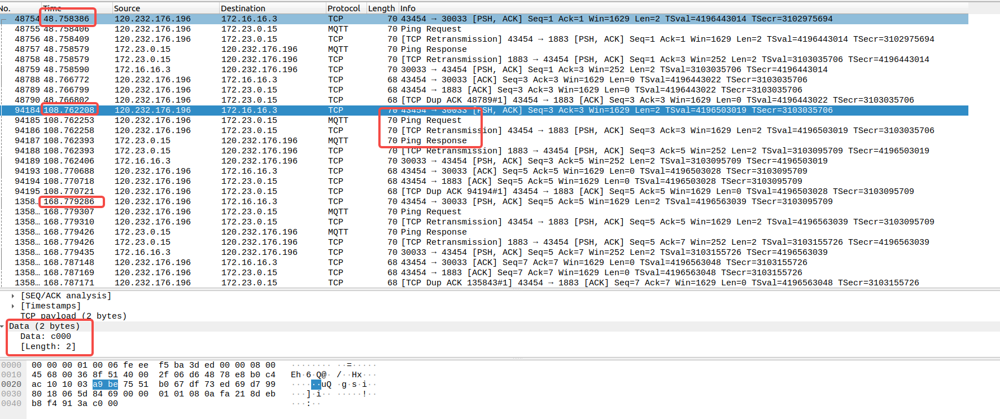 No. Time Source Destination Protocol Length Info
48754 48.758386 120.232.176.196 172.16.16.3 TCP 70 43454 → 30033 [PSH, ACK] Seq=1 Ack=1 Win=1629 Len=2 TSval=4196443014 TSecr=3102975694
48755 48.758406 120.232.176.196 172.23.0.15 MQTT 70 Ping Request
48756 48.758409 120.232.176.196 172.23.0.15 TCP 70 [TCP Retransmission] 43454 → 1883 [PSH, ACK] Seq=1 Ack=1 Win=1629 Len=2 TSval=4196443014 TSecr=3102975694
48757 48.758579 172.23.0.15 120.232.176.196 MQTT 70 Ping Response
48758 48.758579 172.23.0.15 120.232.176.196 TCP 70 [TCP Retransmission] 1883 → 43454 [PSH, ACK] Seq=1 Ack=3 Win=252 Len=2 TSval=3103035706 TSecr=4196443014
48759 48.758590 172.16.16.3 120.232.176.196 TCP 70 30033 → 43454 [PSH, ACK] Seq=1 Ack=3 Win=252 Len=2 TSval=3103035706 TSecr=4196443014
48788 48.766772 120.232.176.196 172.16.16.3 TCP 68 43454 → 30033 [ACK] Seq=3 Ack=3 Win=1629 Len=0 TSval=4196443022 TSecr=3103035706
48789 48.766799 120.232.176.196 172.23.0.15 TCP 68 43454 → 1883 [ACK] Seq=3 Ack=3 Win=1629 Len=0 TSval=4196443022 TSecr=3103035706
48790 48.766802 120.232.176.196 172.23.0.15 TCP 68 [TCP Dup ACK 48789#1] 43454 → 1883 [ACK] Seq=3 Ack=3 Win=1629 Len=0 TSval=4196443022 TSecr=3103035706
94184 108.762208 120.232.176.196 172.16.16.3 TCP 70 43454 → 30033 [PSH, ACK] Seq=3 Ack=3 Win=1629 Len=2 TSval=4196503019 TSecr=3103035706
94185 108.762253 120.232.176.196 172.23.0.15 MQTT 70 Ping Request
94186 108.762258 120.232.176.196 172.23.0.15 TCP 70 [TCP Retransmission] 43454 → 1883 [PSH, ACK] Seq=3 Ack=3 Win=1629 Len=2 TSval=4196503019 TSecr=3103035706
94187 108.762393 172.23.0.15 120.232.176.196 MQTT 70 Ping Response
94188 108.762393 172.23.0.15 120.232.176.196 TCP 70 [TCP Retransmission] 1883 → 43454 [PSH, ACK] Seq=3 Ack=5 Win=252 Len=2 TSval=3103095709 TSecr=4196503019
94189 108.762406 172.16.16.3 120.232.176.196 TCP 70 30033 → 43454 [PSH, ACK] Seq=3 Ack=5 Win=252 Len=2 TSval=3103095709 TSecr=4196503019
94193 108.770688 120.232.176.196 172.16.16.3 TCP 68 43454 → 30033 [ACK] Seq=5 Ack=5 Win=1629 Len=0 TSval=4196503028 TSecr=3103095709
94194 108.770718 120.232.176.196 172.23.0.15 TCP 68 43454 → 1883 [ACK] Seq=5 Ack=5 Win=1629 Len=0 TSval=4196503028 TSecr=3103095709
94195 108.770721 120.232.176.196 172.23.0.15 TCP 68 [TCP Dup ACK 94194#1] 43454 → 1883 [ACK] Seq=5 Ack=5 Win=1629 Len=0 TSval=4196503028 TSecr=3103095709
1358… 168.779286 120.232.176.196 172.16.16.3 TCP 70 43454 → 30033 [PSH, ACK] Seq=5 Ack=5 Win=1629 Len=2 TSval=4196563039 TSecr=3103095709
1358… 168.779307 120.232.176.196 172.23.0.15 MQTT 70 Ping Request
1358… 168.779310 120.232.176.196 172.23.0.15 TCP 70 [TCP Retransmission] 43454 → 1883 [PSH, ACK] Seq=5 Ack=5 Win=1629 Len=2 TSval=4196563039 TSecr=3103095709
1358… 168.779426 172.23.0.15 120.232.176.196 MQTT 70 Ping Response
1358… 168.779426 172.23.0.15 120.232.176.196 TCP 70 [TCP Retransmission] 1883 → 43454 [PSH, ACK] Seq=5 Ack=7 Win=252 Len=2 TSval=3103155726 TSecr=4196563039
1358… 168.779435 172.16.16.3 120.232.176.196 TCP 70 30033 → 43454 [PSH, ACK] Seq=5 Ack=7 Win=252 Len=2 TSval=3103155726 TSecr=4196563039
1358… 168.787148 120.232.176.196 172.16.16.3 TCP 68 43454 → 30033 [ACK] Seq=7 Ack=7 Win=1629 Len=0 TSval=4196563048 TSecr=3103155726
1358… 168.787169 120.232.176.196 172.23.0.15 TCP 68 43454 → 1883 [ACK] Seq=7 Ack=7 Win=1629 Len=0 TSval=4196563048 TSecr=3103155726
1358… 168.787171 120.232.176.196 172.23.0.15 TCP 68 [TCP Dup ACK 135843#1] 43454 → 1883 [ACK] Seq=7 Ack=7 Win=1629 Len=0 TSval=4196563048 TSecr=3103155726
[SEQ/ACK analysis]
[Timestamps]
TCP payload (2 bytes)
Data (2 bytes)
Data: c000
[Length: 2]
0000 00 00 00 01 00 06 fe ee f5 ba 3d ed 00 00 08 00 ········ ··=·····
0010 45 68 00 36 8f 51 40 00 2f 06 d6 48 78 e8 b0 c4 Eh·6·Q@· /··Hx···
0020 ac 10 10 03 a9 be 75 51 b0 67 df 73 ed 69 d7 99 ······uQ ·g·s·i··
0030 80 18 06 5d 84 69 00 00 01 01 08 0a fa 21 8d eb ···]·i·· ·····!··
0040 b8 f4 91 3a c0 00 ···:··